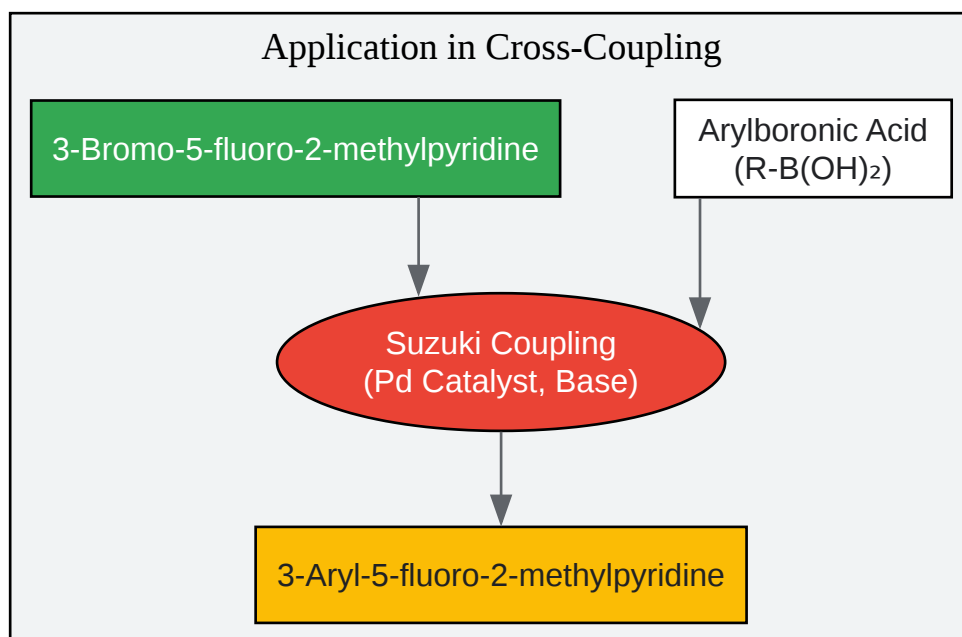 Application in Cross-Coupling
3-Bromo-5-fluoro-2-methylpyridine
Arylboronic Acid
(R-B(OH)₂)
Suzuki Coupling
(Pd Catalyst, Base)
3-Aryl-5-fluoro-2-methylpyridine